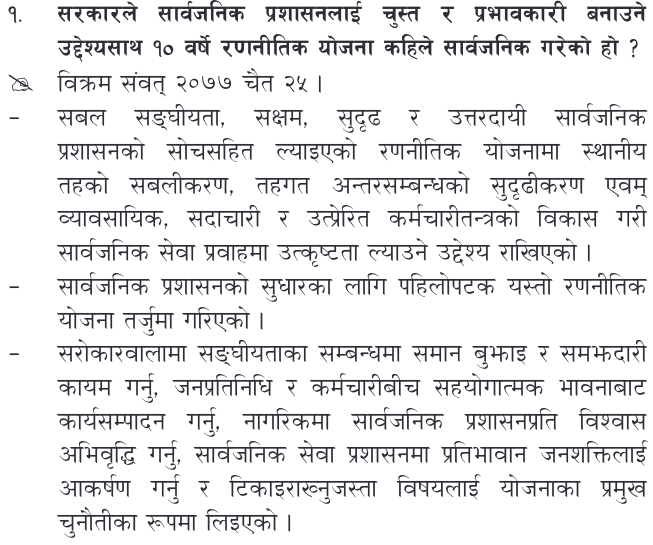 १. सरकारले सार्वजनिक प्रशासनलाई चुस्त र प्रभावकारी बनाउने
उद्देश्यसाथ १० वर्षे रणनीतिक योजना कहिले सार्वजनिक गरेको हो ?
विक्रम संवत् २०७७ चैत २५ ।
– सबल सङ्घीयता, सक्षम, सुदृढ र उत्तरदायी सार्वजनिक
प्रशासनको सोचसहित ल्याइएको रणनीतिक योजनामा स्थानीय
तहको सबलीकरण, तहगत अन्तरसम्बन्धको सुदृढीकरण एवम्
व्यावसायिक, सदाचारी र उत्प्रेरित कर्मचारीतन्त्रको विकास गरी
सार्वजनिक सेवा प्रवाहमा उत्कृष्टता ल्याउने उद्देश्य राखिएको ।
– सार्वजनिक प्रशासनको सुधारका लागि पहिलोपटक यस्तो रणनीतिक
योजना तर्जुमा गरिएको ।
– सरोकारवालामा सङ्घीयताका सम्बन्धमा समान बुझाइ र समझदारी
कायम गर्नु, जनप्रतिनिधि र कर्मचारीबीच सहयोगात्मक भावनाबाट
कार्यसम्पादन गर्नु, नागरिकमा सार्वजनिक प्रशासनप्रति विश्वास
अभिवृद्धि गर्नु, सार्वजनिक सेवा प्रशासनमा प्रतिभावान जनशक्तिलाई
आकर्षण गर्नु र टिकाइराख्नुजस्ता विषयलाई योजनाका प्रमुख
चुनौतीका रूपमा लिइएको ।